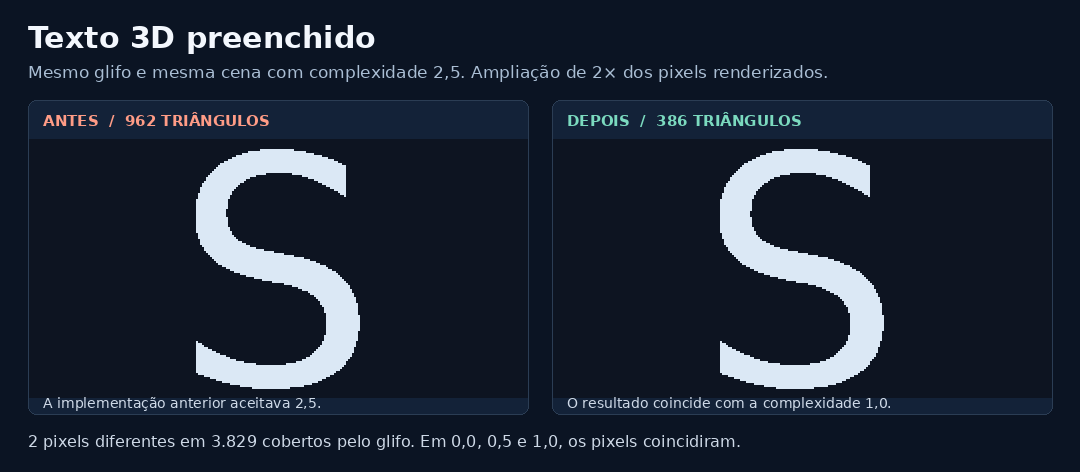 Texto 3D preenchido
Mesmo glifo e mesma cena com complexidade 2,5. Ampliação de 2× dos pixels renderizados.
ANTES / 962 TRIÂNGULOS
S
A implementação anterior aceitava 2,5.
DEPOIS / 386 TRIÂNGULOS
S
O resultado coincide com a complexidade 1,0.
2 pixels diferentes em 3.829 cobertos pelo glifo. Em 0,0, 0,5 e 1,0, os pixels coincidiram.